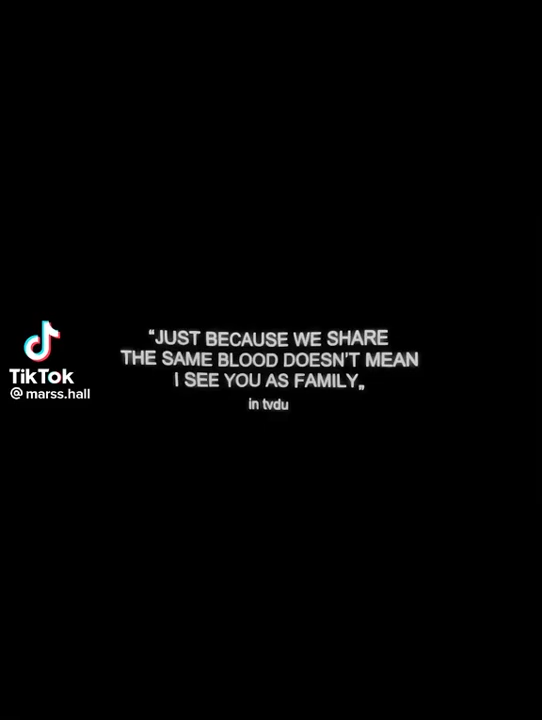 “JUST BECAUSE WE SHARE
THE SAME BLOOD DOESN’T MEAN
I SEE YOU AS FAMILY„
in tvdu
TikTok
@ marss.hall